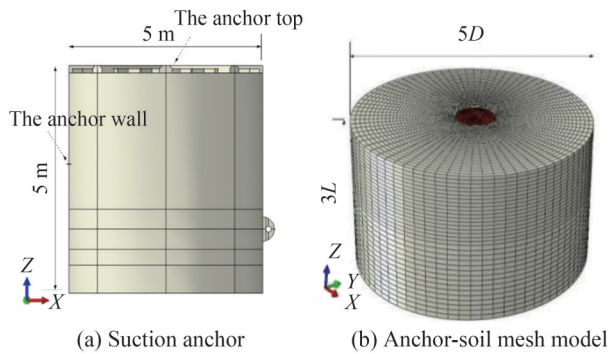 The anchor top
5 m
5D
The anchor wall
5 m
3L
Z
X
Z
Y
X
(a) Suction anchor
(b) Anchor-soil mesh model